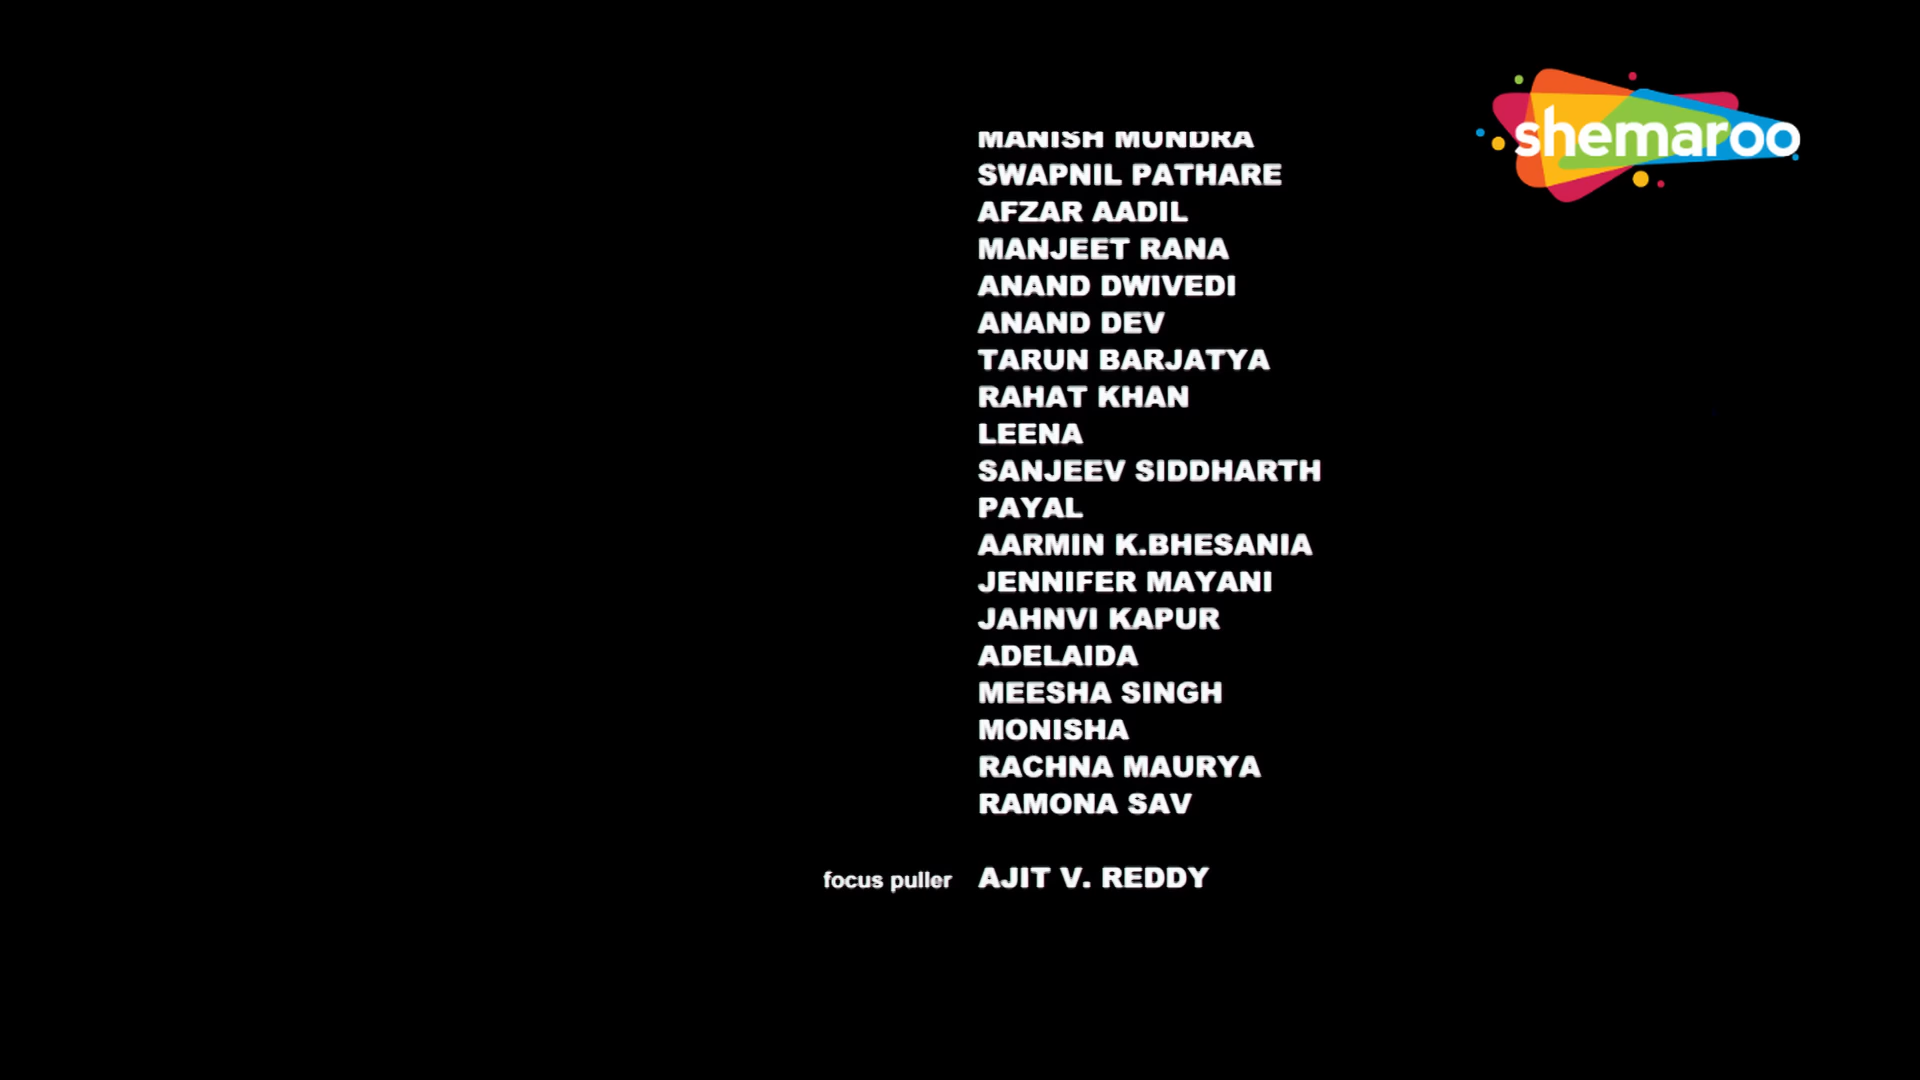 shemaroo
MANISH MUNDRA
SWAPNIL PATHARE
AFZAR AADIL
MANJEET RANA
ANAND DWIVEDI
ANAND DEV
TARUN BARJATYA
RAHAT KHAN
LEENA
SANJEEV SIDDHARTH
PAYAL
AARMIN K.BHESANIA
JENNIFER MAYANI
JAHNVI KAPUR
ADELAIDA
MEESHA SINGH
MONISHA
RACHNA MAURYA
RAMONA SAV
focus puller AJIT V. REDDY